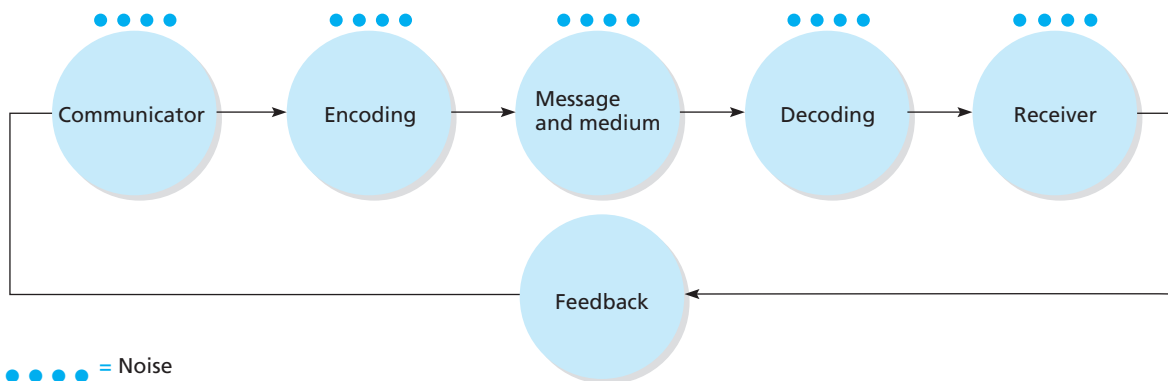 Communicator
Encoding
Message
and medium
Decoding
Receiver
Feedback
= Noise